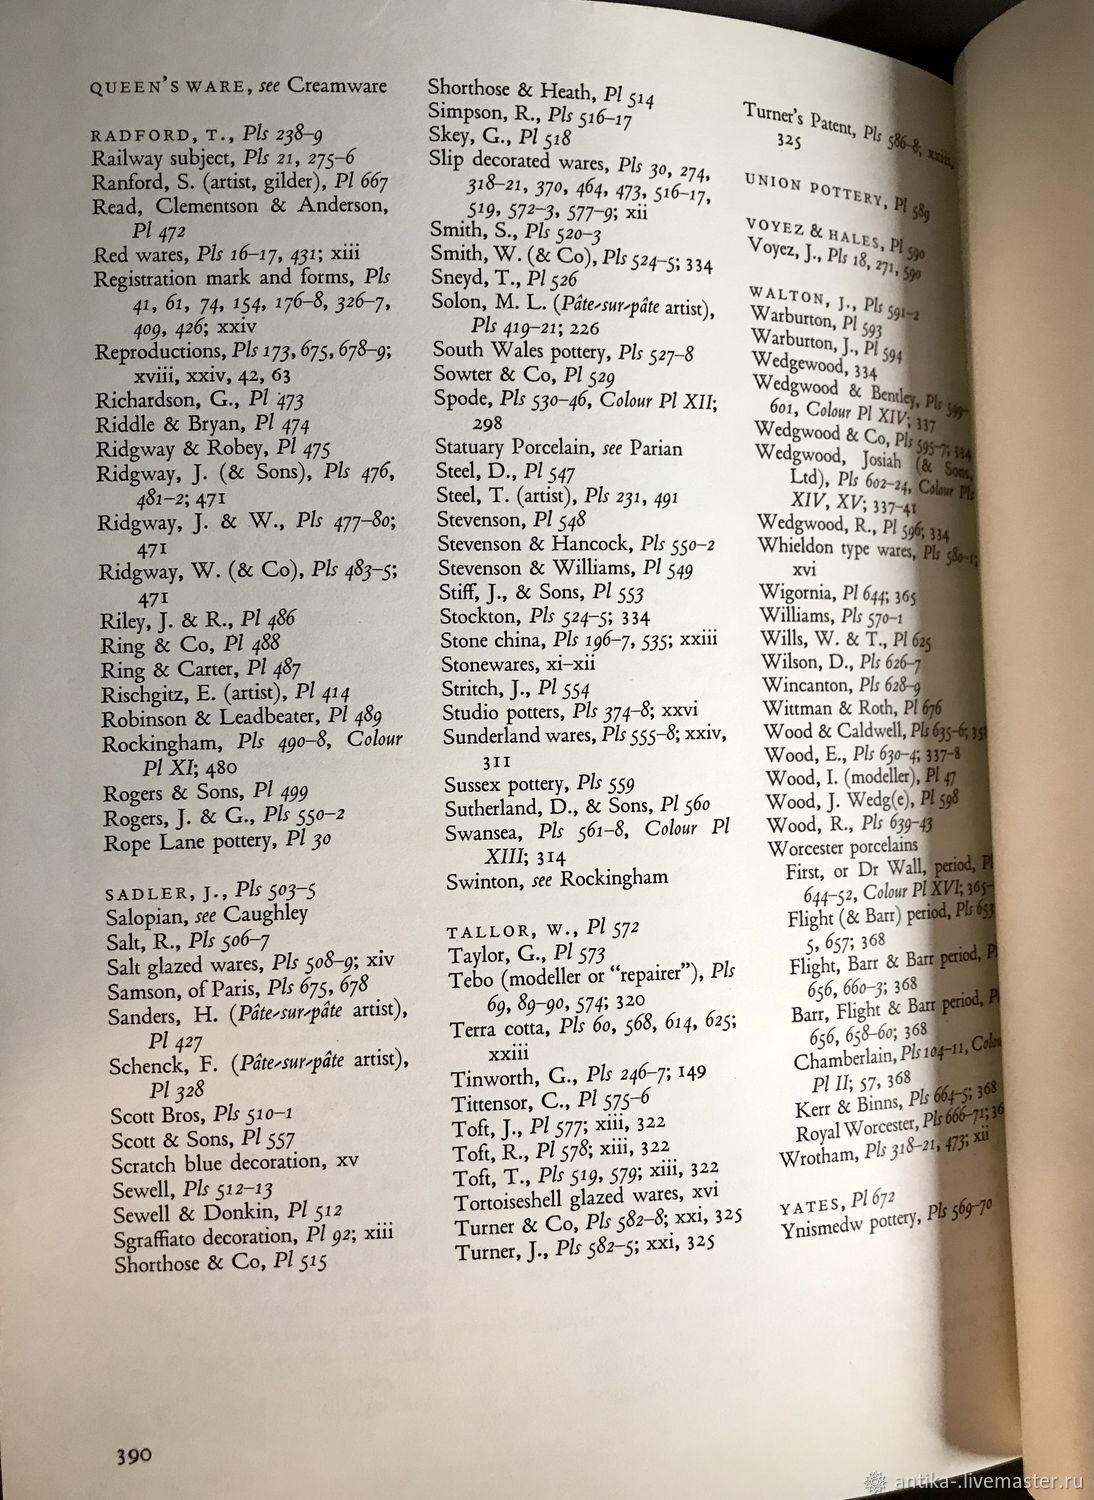 QUEEN'S WARE, see Creamware
RADFORD, T., Pls 238–9
Railway subject, Pls 21, 275–6
Ranford, S. (artist, gilder), Pl 667
Read, Clementson & Anderson,
Pl 472
Red wares, Pls 16–17, 431; xiii
Registration mark and forms, Pls
41, 61, 74, 154, 176–8, 326–7,
409, 426; xxiv
Reproductions, Pls 173, 675, 678–9;
xviii, xxiv, 42, 63
Richardson, G., Pl 473
Riddle & Bryan, Pl 474
Ridgway & Robey, Pl 475
Ridgway, J. (& Sons), Pls 476,
481–2; 471
Ridgway, J. & W., Pls 477–80;
471
Ridgway, W. (& Co), Pls 483–5;
471
Riley, J. & R., Pl 486
Ring & Co, Pl 488
Ring & Carter, Pl 487
Rischgitz, E. (artist), Pl 414
Robinson & Leadbeater, Pl 489
Rockingham, Pls 490–8, Colour
Pl XI; 480
Rogers & Sons, Pl 499
Rogers, J. & G., Pls 550–2
Rope Lane pottery, Pl 30
SADLER, J., Pls 503–5
Salopian, see Caughley
Salt, R., Pls 506–7
Salt glazed wares, Pls 508–9; xiv
Samson, of Paris, Pls 675, 678
Sanders, H. (Pâte-sur-pâte artist),
Pl 427
Schenck, F. (Pâte-sur-pâte artist),
Pl 328
Scott Bros, Pls 510–1
Scott & Sons, Pl 557
Scratch blue decoration, xv
Sewell, Pls 512–13
Sewell & Donkin, Pl 512
Sgraffiato decoration, Pl 92; xiii
Shorthose & Co, Pl 515
Shorthose & Heath, Pl 514
Simpson, R., Pls 516–17
Skey, G., Pl 518
Slip decorated wares, Pls 30, 274,
318–21, 370, 464, 473, 516–17,
519, 572–3, 577–9; xii
Smith, S., Pls 520–3
Smith, W. (& Co), Pls 524–5; 334
Sneyd, T., Pl 526
Solon, M. L. (Pâte-sur-pâte artist),
Pls 419–21; 226
South Wales pottery, Pls 527–8
Sowter & Co, Pl 529
Spode, Pls 530–46, Colour Pl XII;
298
Statuary Porcelain, see Parian
Steel, D., Pl 547
Steel, T. (artist), Pls 231, 491
Stevenson, Pl 548
Stevenson & Hancock, Pls 550–2
Stevenson & Williams, Pl 549
Stiff, J., & Sons, Pl 553
Stockton, Pls 524–5; 334
Stone china, Pls 196–7, 535; xxiii
Stonewares, xi–xii
Stritch, J., Pl 554
Studio potters, Pls 374–8; xxvi
Sunderland wares, Pls 555–8; xxiv,
311
Sussex pottery, Pls 559
Sutherland, D., & Sons, Pl 560
Swansea, Pls 561–8, Colour Pl
XIII; 314
Swinton, see Rockingham
TALLOR, W., Pl 572
Taylor, G., Pl 573
Tebo (modeller or “repairer”), Pls
69, 89–90, 574; 320
Terra cotta, Pls 60, 568, 614, 625;
xxiii
Tinworth, G., Pls 246–7; 149
Tittensor, C., Pl 575–6
Toft, J., Pl 577; xiii, 322
Toft, R., Pl 578; xiii, 322
Toft, T., Pls 519, 579; xiii, 322
Tortoiseshell glazed wares, xvi
Turner & Co, Pls 582–8; xxi, 325
Turner, J., Pls 582–5; xxi, 325
Turner's Patent, Pls 586–8;
325
UNION POTTERY, Pl 589
VOYEZ & HALES, Pl 590
Voyez, J., Pls 18, 271, 590
WALTON, J., Pls 591–2
Warburton, Pl 593
Warburton, J., Pl 594
Wedgewood, 334
Wedgwood & Bentley, Pls 599–
601, Colour Pl XIV; 337
Wedgwood & Co, Pls 595–7; 334
Wedgwood, Josiah (& Sons,
Ltd), Pls 602–24, Colour Pls
XIV, XV; 337–41
Wedgwood, R., Pl 596; 334
Whieldon type wares, Pls 580–1;
xvi
Wigornia, Pl 644; 365
Williams, Pls 570–1
Wills, W. & T., Pl 625
Wilson, D., Pls 626–7
Wincanton, Pls 628–9
Wittman & Roth, Pl 676
Wood & Caldwell, Pls 635–6;
Wood, E., Pls 630–4; 337–8
Wood, I. (modeller), Pl 47
Wood, J. Wedg(e), Pl 598
Wood, R., Pls 639–43
Worcester porcelains
First, or Dr Wall, period,
644–52, Colour Pl XVI; 365–
Flight (& Barr) period, Pls 653
5, 657; 368
Flight, Barr & Barr period,
656, 660–3; 368
Barr, Flight & Barr period,
656, 658–60; 368
Chamberlain, Pls 104–11,
Pl II; 57, 368
Kerr & Binns, Pls 664–5; 368
Royal Worcester, Pls 666–71;
Wrotham, Pls 318–21, 473; xii
YATES, Pl 672
Ynismedw pottery, Pls 569–70
390
antika-.livemaster.ru